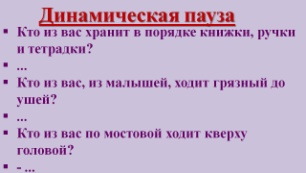 Динамическая пауза
▪ Кто из вас хранит в порядке книжки, ручки
и тетрадки?
▪ ...
▪ Кто из вас, из малышей, ходит грязный до
ушей?
▪ ...
▪ Кто из вас по мостовой ходит кверху
головой?
▪ - ...